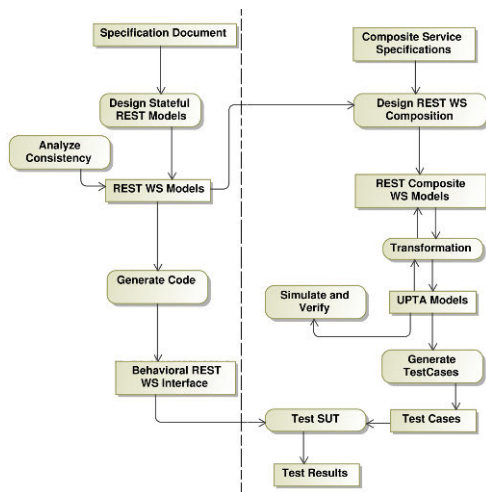 Specification Document
Design Stateful
REST Models
Analyze
Consistency
REST WS Models
Generate Code
Behavioral REST
WS Interface
Composite Service
Specifications
Design REST WS
Composition
REST Composite
WS Models
Transformation
Simulate and
Verify
UPTA Models
Generate
TestCases
Test SUT
Test Cases
Test Results